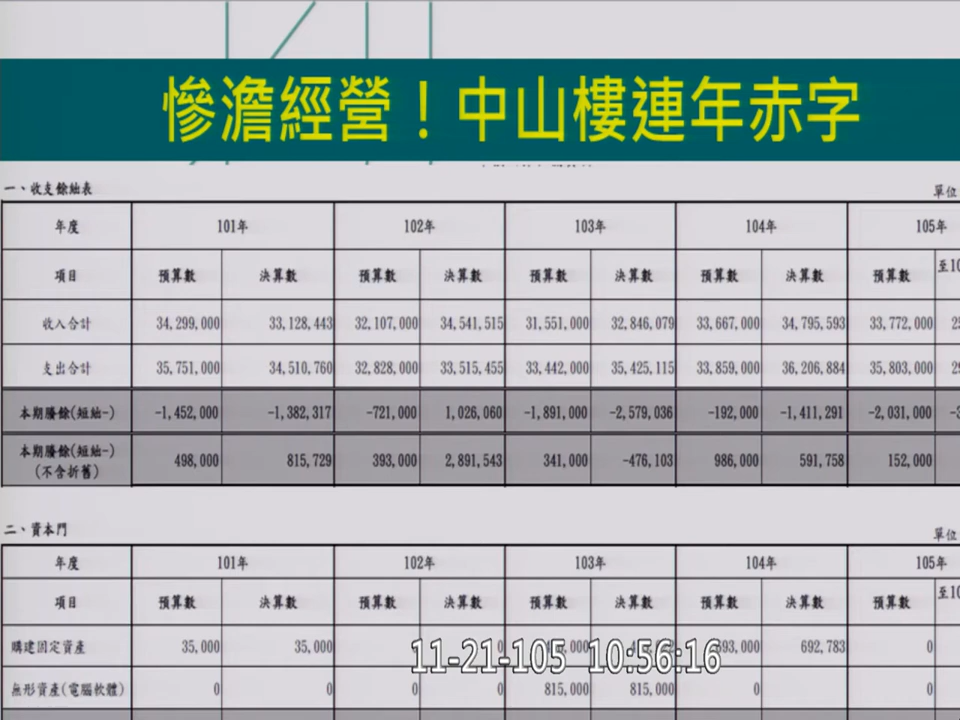 慘澹經營！中山樓連年赤字
一、收支餘絀表 單位
年度 101年 102年 103年 104年 105年
項目 預算數 決算數 預算數 決算數 預算數 決算數 預算數 決算數 預算數 至10
收入合計 34,299,000 33,128,443 32,107,000 34,541,515 31,551,000 32,846,079 33,667,000 34,795,593 33,772,000 25
支出合計 35,751,000 34,510,760 32,828,000 33,515,455 33,442,000 35,425,115 33,859,000 36,206,884 35,803,000 29
本期賸餘(短絀-) -1,452,000 -1,382,317 -721,000 1,026,060 -1,891,000 -2,579,036 -192,000 -1,411,291 -2,031,000 -3
本期賸餘(短絀-) 498,000 815,729 393,000 2,891,543 341,000 -476,103 986,000 591,758 152,000
(不含折舊)
二、資本門 單位
年度 101年 102年 103年 104年 105年
項目 預算數 決算數 預算數 決算數 預算數 決算數 預算數 決算數 預算數 至10
購建固定資產 35,000 35,000 692,783 0
11-21-105 10:56:16
無形資產(電腦軟體) 0 0 0 0 815,000 815,000 0 0